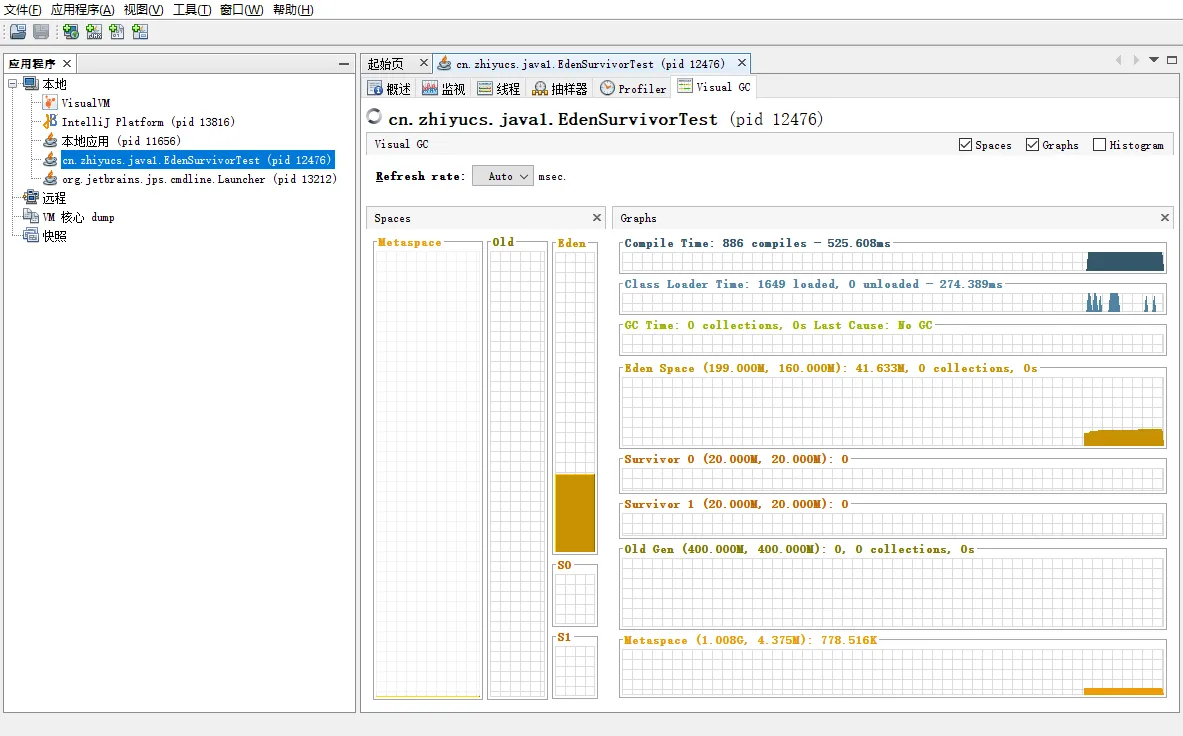 文件(F) 应用程序(A) 视图(V) 工具(T) 窗口(W) 帮助(H)
应用程序
本地
VisualVM
IntelliJ Platform (pid 13816)
本地应用 (pid 11656)
cn.zhiyucs.java1.EdenSurvivorTest (pid 12476)
org.jetbrains.jps.cmdline.Launcher (pid 13212)
远程
VM 核心 dump
快照
起始页 cn.zhiyucs.java1.EdenSurvivorTest (pid 12476)
概述 监视 线程 抽样器 Profiler Visual GC
cn.zhiyucs.java1.EdenSurvivorTest (pid 12476)
Visual GC Spaces Graphs Histogram
Refresh rate: Auto msec.
Spaces
Metaspace Old Eden
S0
S1
Graphs
Compile Time: 886 compiles - 525.608ms
Class Loader Time: 1649 loaded, 0 unloaded - 274.389ms
GC Time: 0 collections, 0s Last Cause: No GC
Eden Space (199.000M, 160.000M): 41.633M, 0 collections, 0s
Survivor 0 (20.000M, 20.000M): 0
Survivor 1 (20.000M, 20.000M): 0
Old Gen (400.000M, 400.000M): 0, 0 collections, 0s
Metaspace (1.008G, 4.375M): 778.516K